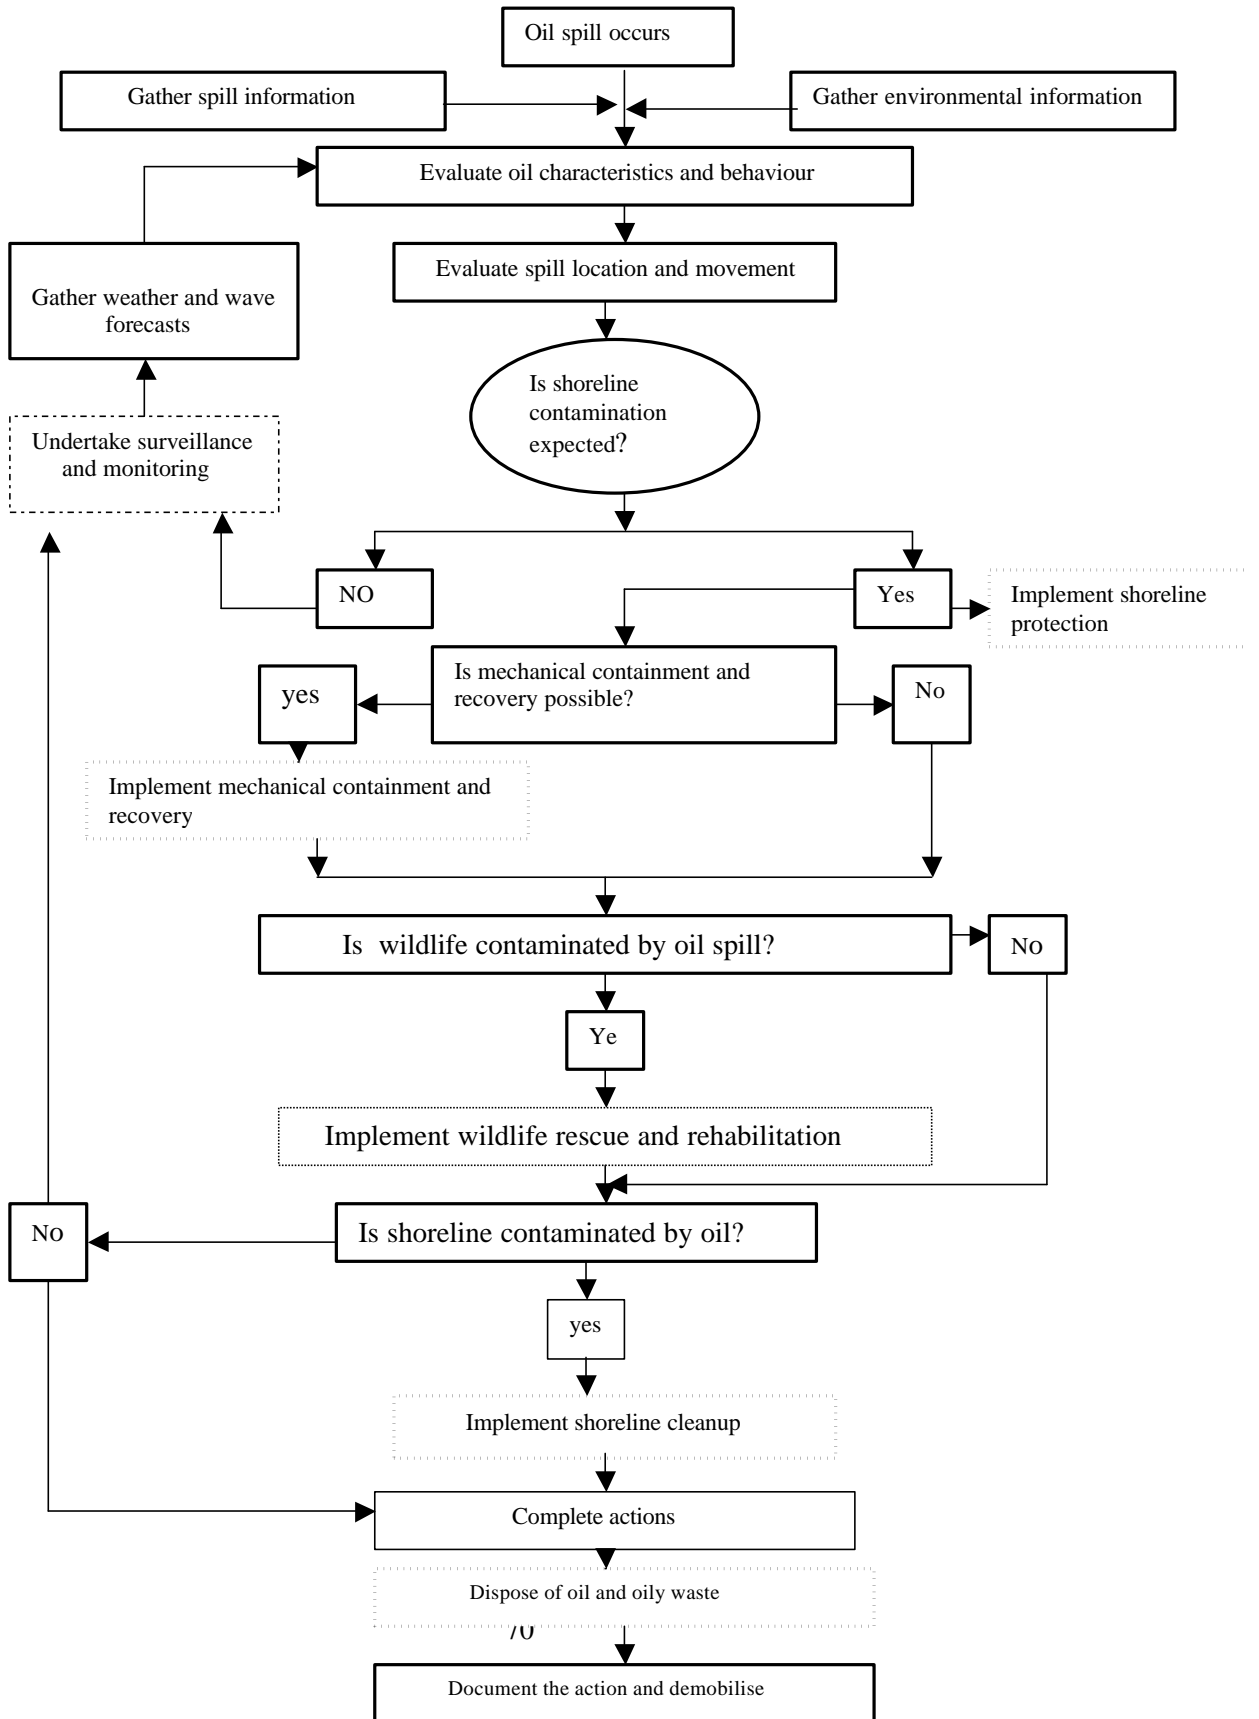 Oil spill occurs
Gather spill information
Gather environmental information
Evaluate oil characteristics and behaviour
Evaluate spill location and movement
Gather weather and wave
forecasts
Is
shoreline
contamination
expected?
Undertake surveillance
and monitoring
NO
Yes
Implement shoreline
protection
Is mechanical containment and
recovery possible?
yes
No
Implement mechanical containment and
recovery
Is wildlife contaminated by oil spill?
No
Ye
Implement wildlife rescue and rehabilitation
No
Is shoreline contaminated by oil?
yes
Implement shoreline cleanup
Complete actions
Dispose of oil and oily waste
Document the action and demobilise